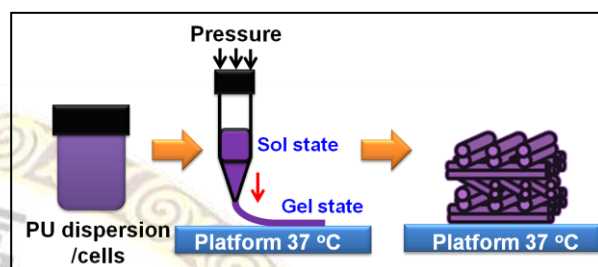 Pressure
Sol state
Gel state
PU dispersion
/cells
Platform 37 °C
Platform 37 °C